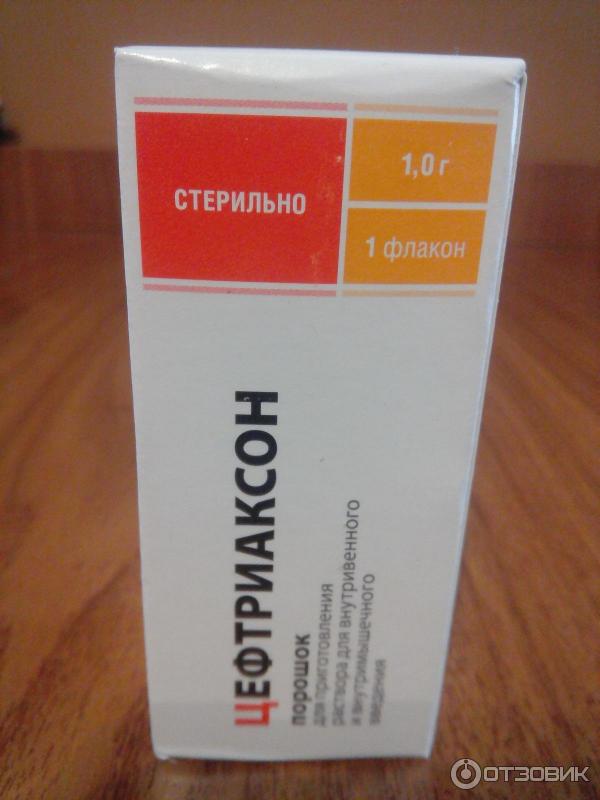 СТЕРИЛЬНО
1,0 г
1 флакон
ЦЕФТРИАКСОН
порошок
для приготовления
раствора для внутривенного
и внутримышечного
введения
ОТЗОВИК